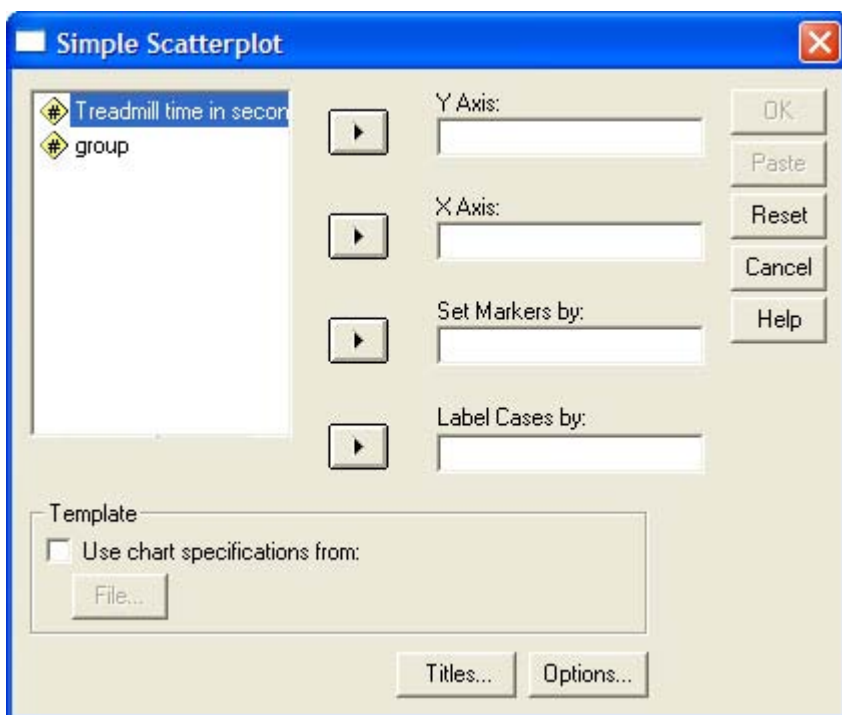 Simple Scatterplot
Treadmill time in secon
group
Y Axis:
X Axis:
Set Markers by:
Label Cases by:
OK
Paste
Reset
Cancel
Help
Template
Use chart specifications from:
File...
Titles...
Options...